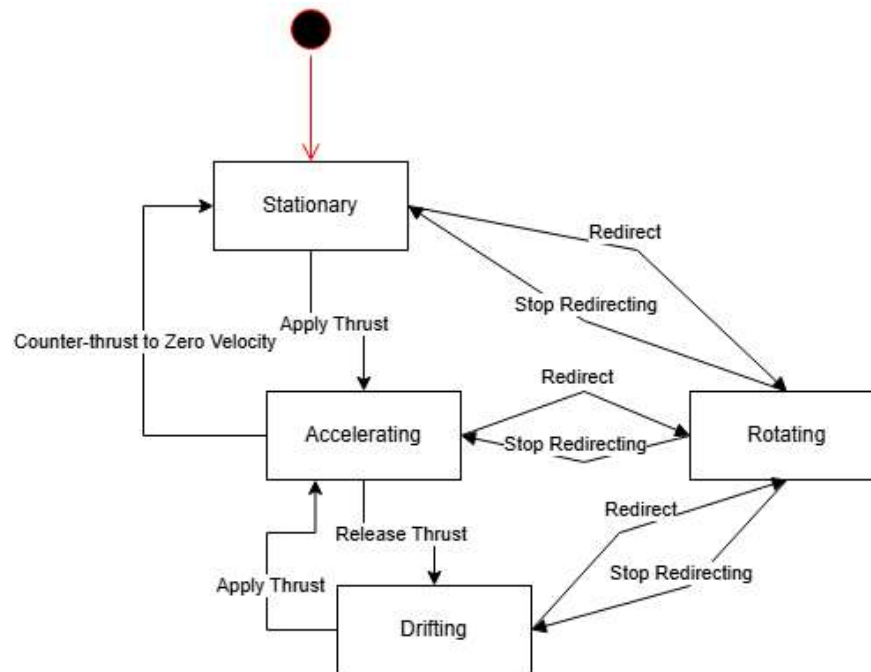 Stationary
Redirect
Stop Redirecting
Apply Thrust
Counter-thrust to Zero Velocity
Redirect
Accelerating
Stop Redirecting
Rotating
Redirect
Release Thrust
Stop Redirecting
Apply Thrust
Drifting